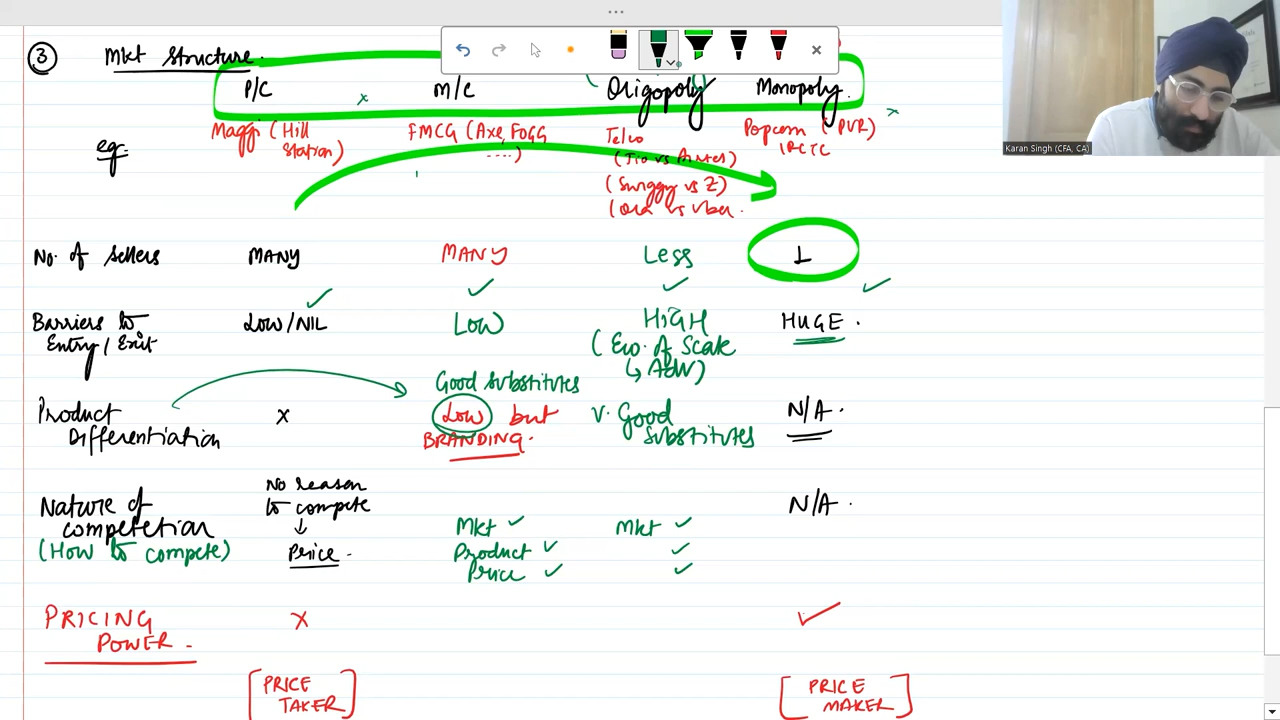 ③ Mkt Structure.
P/C M/C Oligopoly Monopoly.
eg:
Maggi (Hill Station)
FMCG (Axe, FOGG ....)
Telco
(Jio vs Airtel)
(Swiggy vs Z)
(Ola vs Uber.
Popcorn (PVR)
IRCTC
No. of Sellers MANY MANY Less 1
Barriers to Entry / Exit
Low/NIL
Low
HiGH
(Eco. of Scale
↳ Adv)
HUGE.
Product Differentiation
x
Good substitutes
Low but
BRANDING.
V. Good
substitutes
N/A.
Nature of competetion
(How to compete)
No reason
to compete
↓
Price.
Mkt ✓
Product ✓
Price ✓
Mkt ✓
✓
✓
N/A.
PRICING
POWER.
x
✓
[PRICE
TAKER]
[PRICE
MAKER]
Karan Singh (CFA, CA)